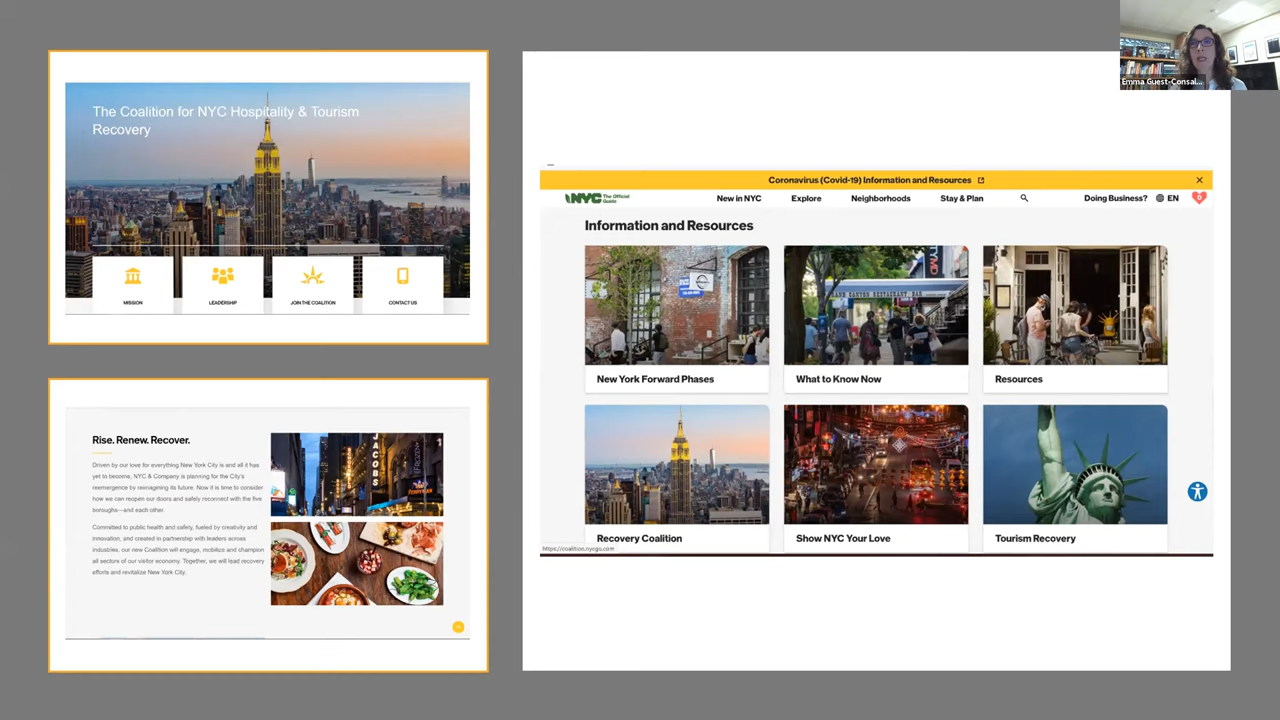 The Coalition for NYC Hospitality & Tourism
Recovery
MISSION
LEADERSHIP
JOIN THE COALITION
CONTACT US
Rise. Renew. Recover.
Driven by our love for everything New York City is and all it has
yet to become, NYC & Company is planning for the City's
reemergence by reimagining its future. Now it is time to consider
how we can reopen our doors and safely reconnect with the five
boroughs—and each other.
Committed to public health and safety, fueled by creativity and
innovation, and created in partnership with leaders across
industries, our new Coalition will engage, mobilize and champion
all sectors of our visitor economy. Together, we will lead recovery
efforts and revitalize New York City.
JACOBS
Coronavirus (Covid-19) Information and Resources
NYC The Official
Guide
New in NYC
Explore
Neighborhoods
Stay & Plan
Doing Business?
EN
0
Information and Resources
New York Forward Phases
What to Know Now
Resources
Recovery Coalition
Show NYC Your Love
Tourism Recovery
https://coalition.nycgo.com
Emma Guest-Consal...